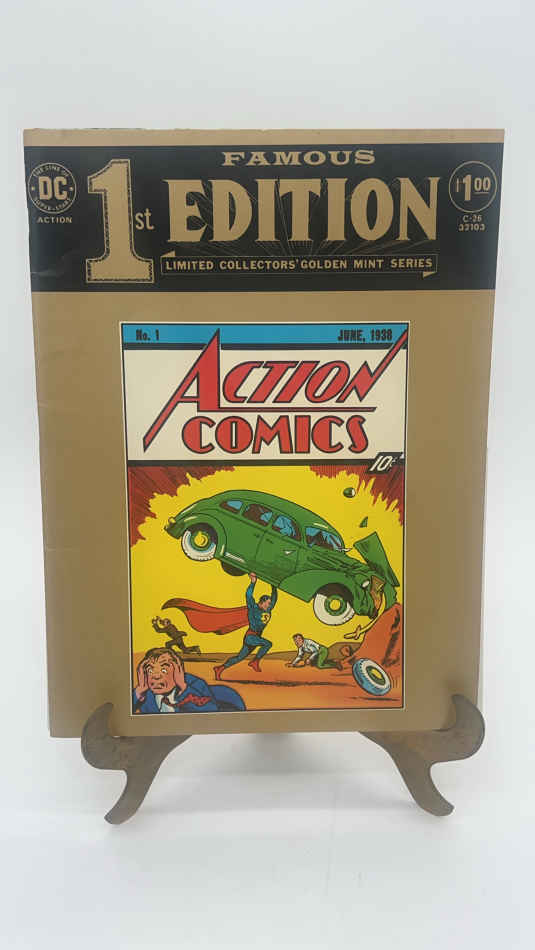 THE LINE OF
DC
SUPER-STARS
ACTION
FAMOUS
1st EDITION
LIMITED COLLECTORS' GOLDEN MINT SERIES
$1.00
C-26
32103
No. 1
JUNE, 1938
ACTION
COMICS
10¢
S